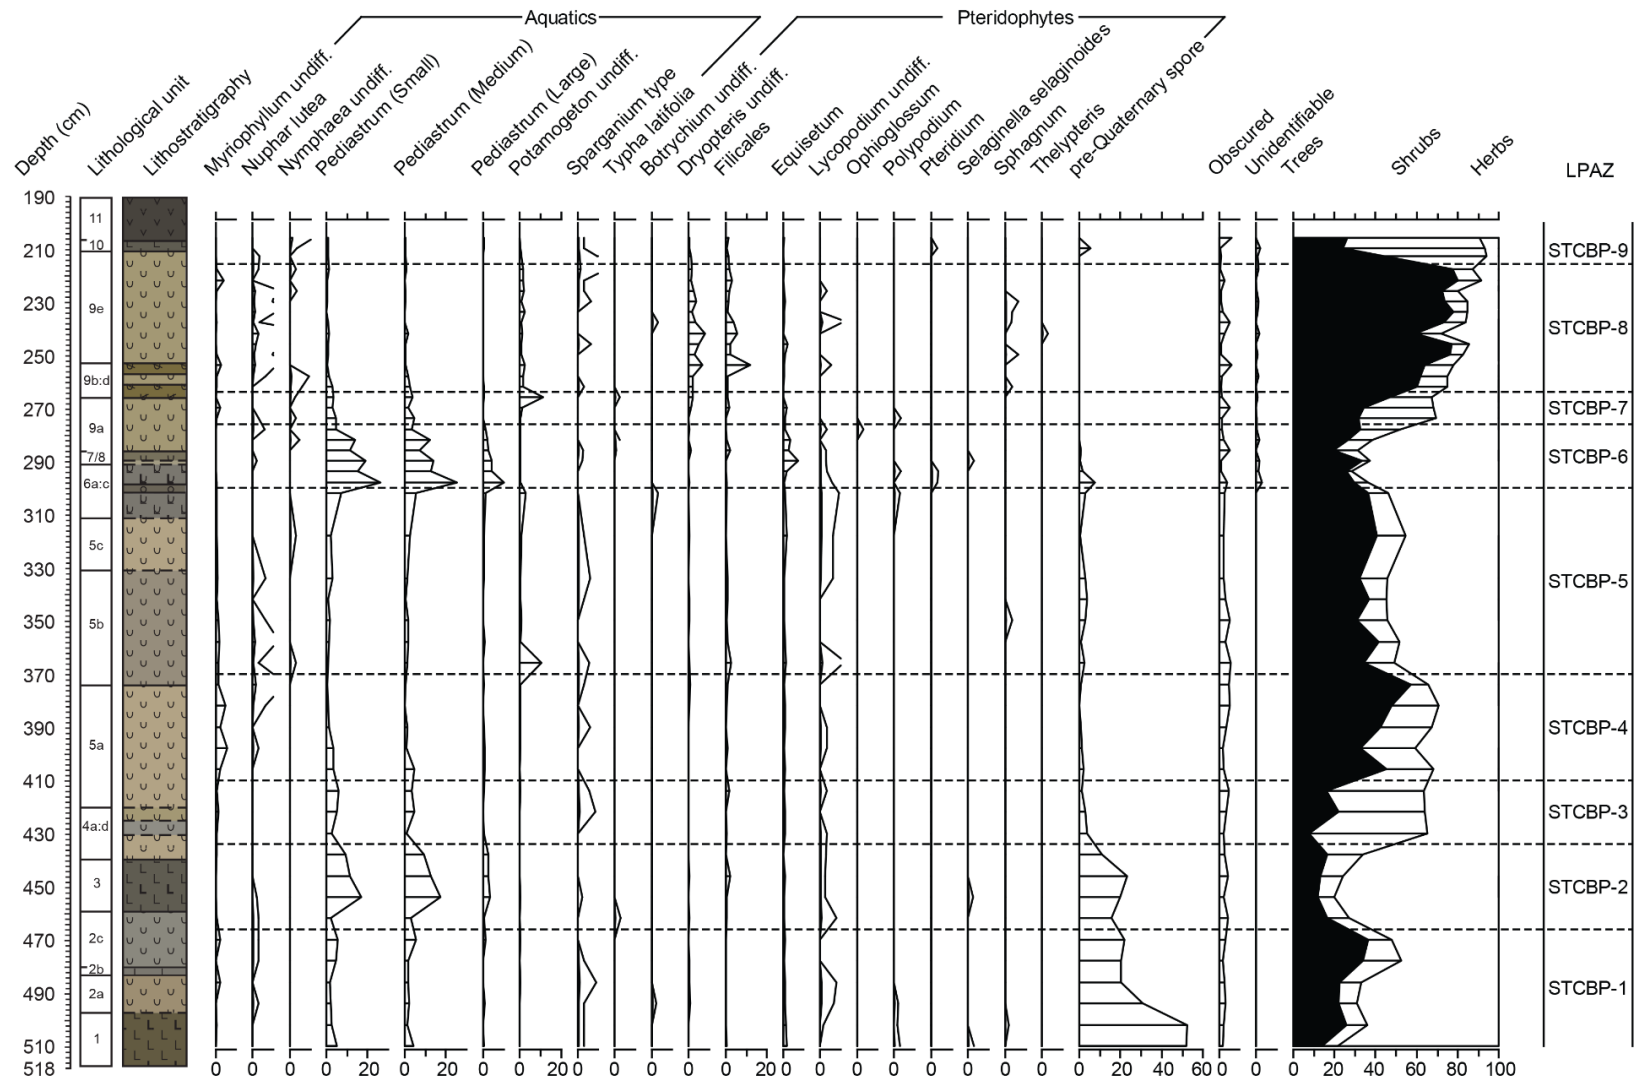 Aquatics
Pteridophytes
Depth (cm)
Lithological unit
Lithostratigraphy
Myriophyllum undiff.
Nuphar lutea
Nymphaea undiff.
Pediastrum (Small)
Pediastrum (Medium)
Pediastrum (Large)
Potamogeton undiff.
Sparganium type
Typha latifolia
Botrychium undiff.
Dryopteris undiff.
Filicales
Equisetum
Lycopodium undiff.
Ophioglossum
Polypodium
Pteridium
Selaginella selaginoides
Sphagnum
Thelypteris
pre-Quaternary spore
Obscured
Unidentifiable
Trees
Shrubs
Herbs
LPAZ
190
210
230
250
270
290
310
330
350
370
390
410
430
450
470
490
510
518
11
10
9e
9b:d
9a
7/8
6a:c
5c
5b
5a
4a:d
3
2c
2b
2a
1
STCBP-9
STCBP-8
STCBP-7
STCBP-6
STCBP-5
STCBP-4
STCBP-3
STCBP-2
STCBP-1
0 0 0 0 20 0 20 0 0 20 0 0 0 0 0 20 0 0 0 0 0 0 0 0 0 20 40 60 0 0 0 20 40 60 80 100